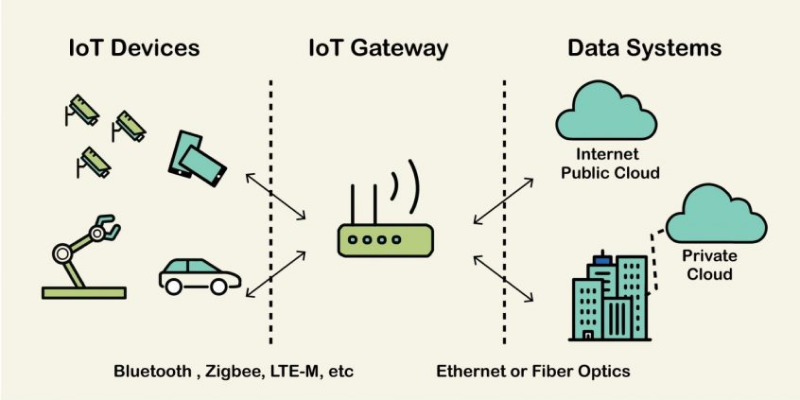 IoT Devices
IoT Gateway
Data Systems
Internet
Public Cloud
Private
Cloud
Bluetooth , Zigbee, LTE-M, etc
Ethernet or Fiber Optics